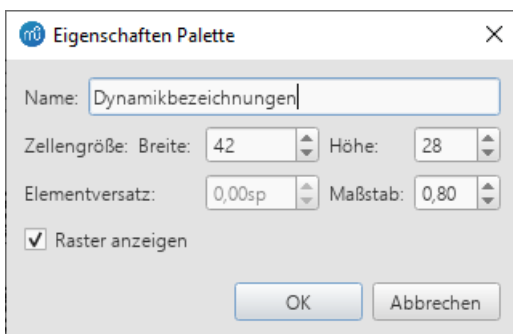 Eigenschaften Palette
Name: Dynamikbezeichnungen
Zellengröße: Breite: 42 Höhe: 28
Elementversatz: 0,00sp Maßstab: 0,80
Raster anzeigen
OK Abbrechen